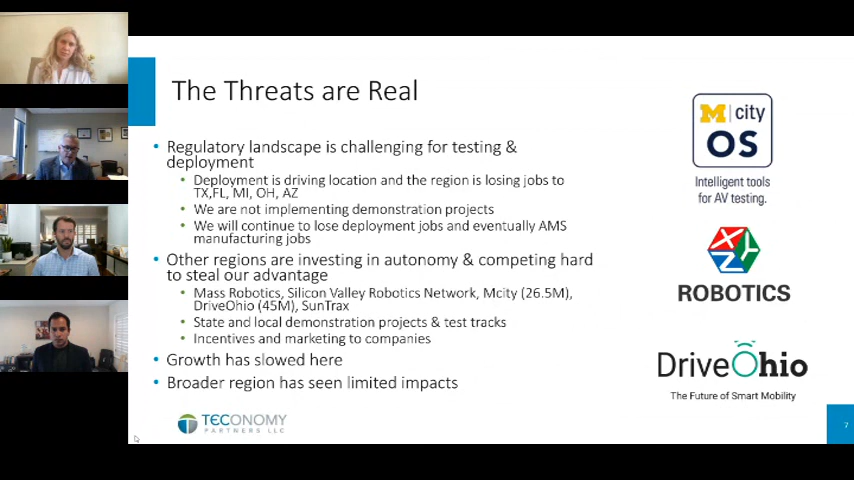 The Threats are Real
• Regulatory landscape is challenging for testing &
deployment
• Deployment is driving location and the region is losing jobs to
TX,FL, MI, OH, AZ
• We are not implementing demonstration projects
• We will continue to lose deployment jobs and eventually AMS
manufacturing jobs
• Other regions are investing in autonomy & competing hard
to steal our advantage
• Mass Robotics, Silicon Valley Robotics Network, Mcity (26.5M),
DriveOhio (45M), SunTrax
• State and local demonstration projects & test tracks
• Incentives and marketing to companies
• Growth has slowed here
• Broader region has seen limited impacts
M city
OS
Intelligent tools
for AV testing.
XYZ
ROBOTICS
DriveOhio
The Future of Smart Mobility
TECONOMY
PARTNERS LLC
7